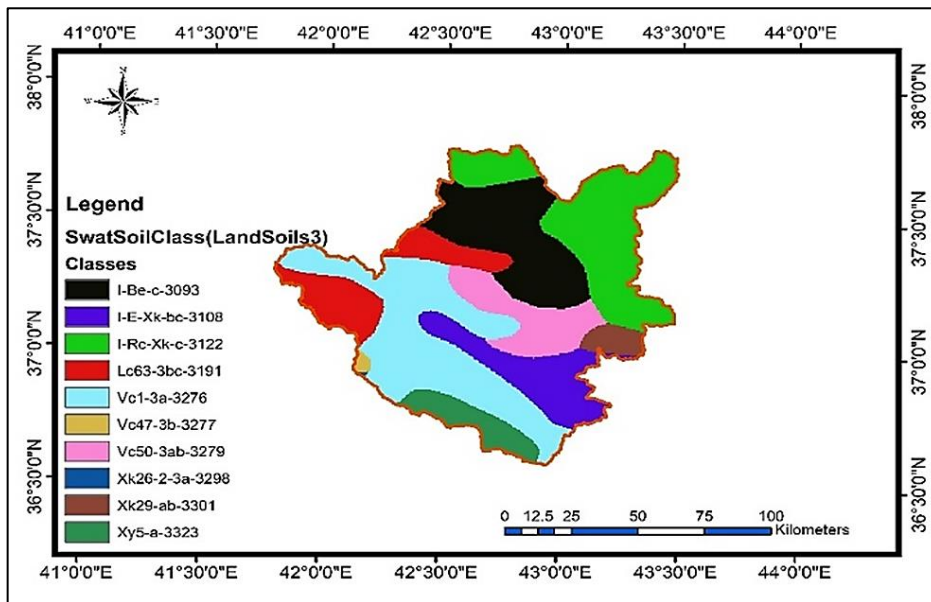 41°0'0"E 41°30'0"E 42°0'0"E 42°30'0"E 43°0'0"E 43°30'0"E 44°0'0"E
38°0'0"N 38°0'0"N
37°30'0"N 37°30'0"N
37°0'0"N 37°0'0"N
36°30'0"N 36°30'0"N
N
W E
S
Legend
SwatSoilClass(LandSoils3)
Classes
I-Be-c-3093
I-E-Xk-bc-3108
I-Rc-Xk-c-3122
Lc63-3bc-3191
Vc1-3a-3276
Vc47-3b-3277
Vc50-3ab-3279
Xk26-2-3a-3298
Xk29-ab-3301
Xy5-a-3323
0 12.5 25 50 75 100
Kilometers
41°0'0"E 41°30'0"E 42°0'0"E 42°30'0"E 43°0'0"E 43°30'0"E 44°0'0"E